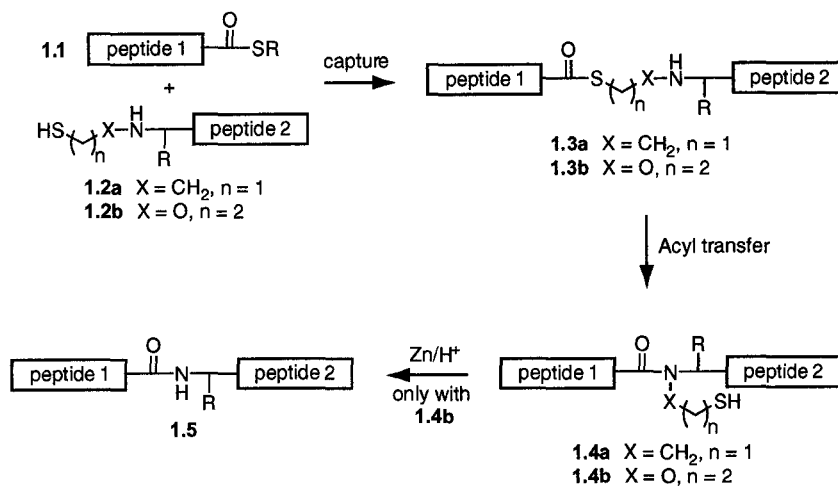 1.1 peptide 1 O SR
+
HS ( )n X-N H R peptide 2
1.2a X = CH₂, n = 1
1.2b X = O, n = 2
capture
peptide 1 O S ( )n X-N H R peptide 2
1.3a X = CH₂, n = 1
1.3b X = O, n = 2
Acyl transfer
peptide 1 O N R peptide 2
X ( )n SH
1.4a X = CH₂, n = 1
1.4b X = O, n = 2
Zn/H⁺
only with
1.4b
peptide 1 O N H R peptide 2
1.5